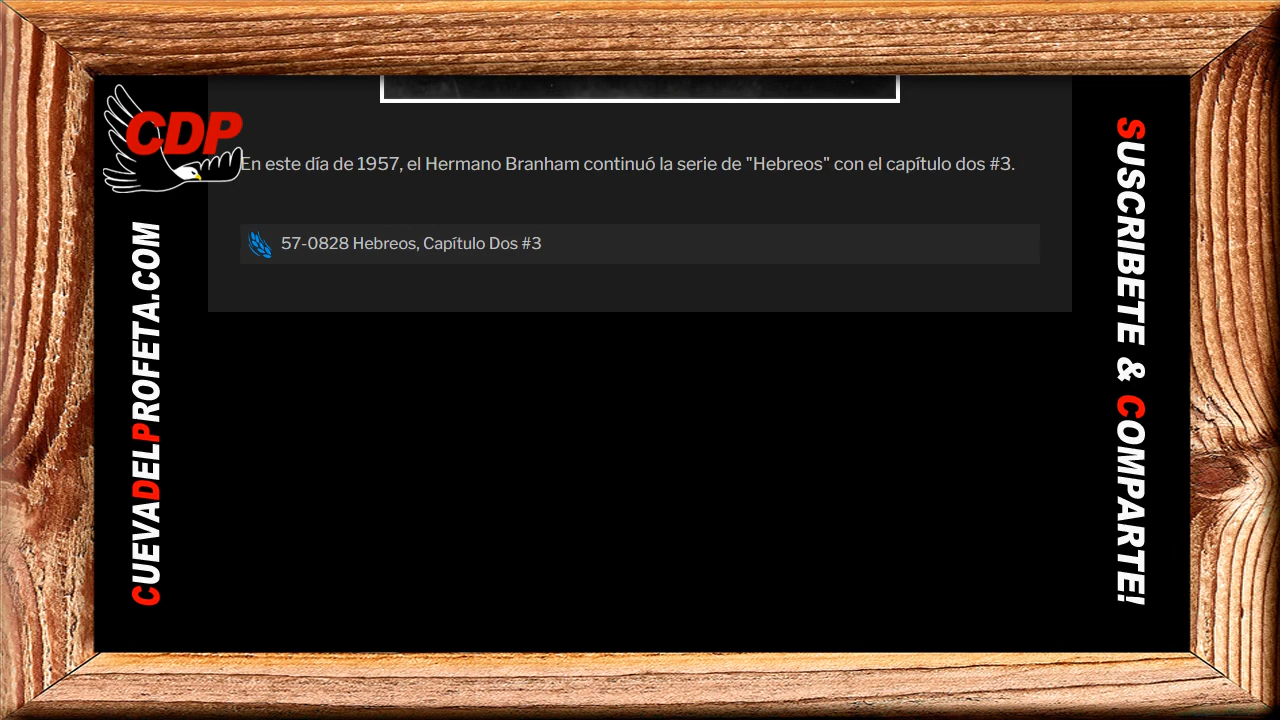 CDP
En este día de 1957, el Hermano Branham continuó la serie de "Hebreos" con el capítulo dos #3.
57-0828 Hebreos, Capítulo Dos #3
CUEVADELPROFETA.COM
SUSCRIBETE & COMPARTE!